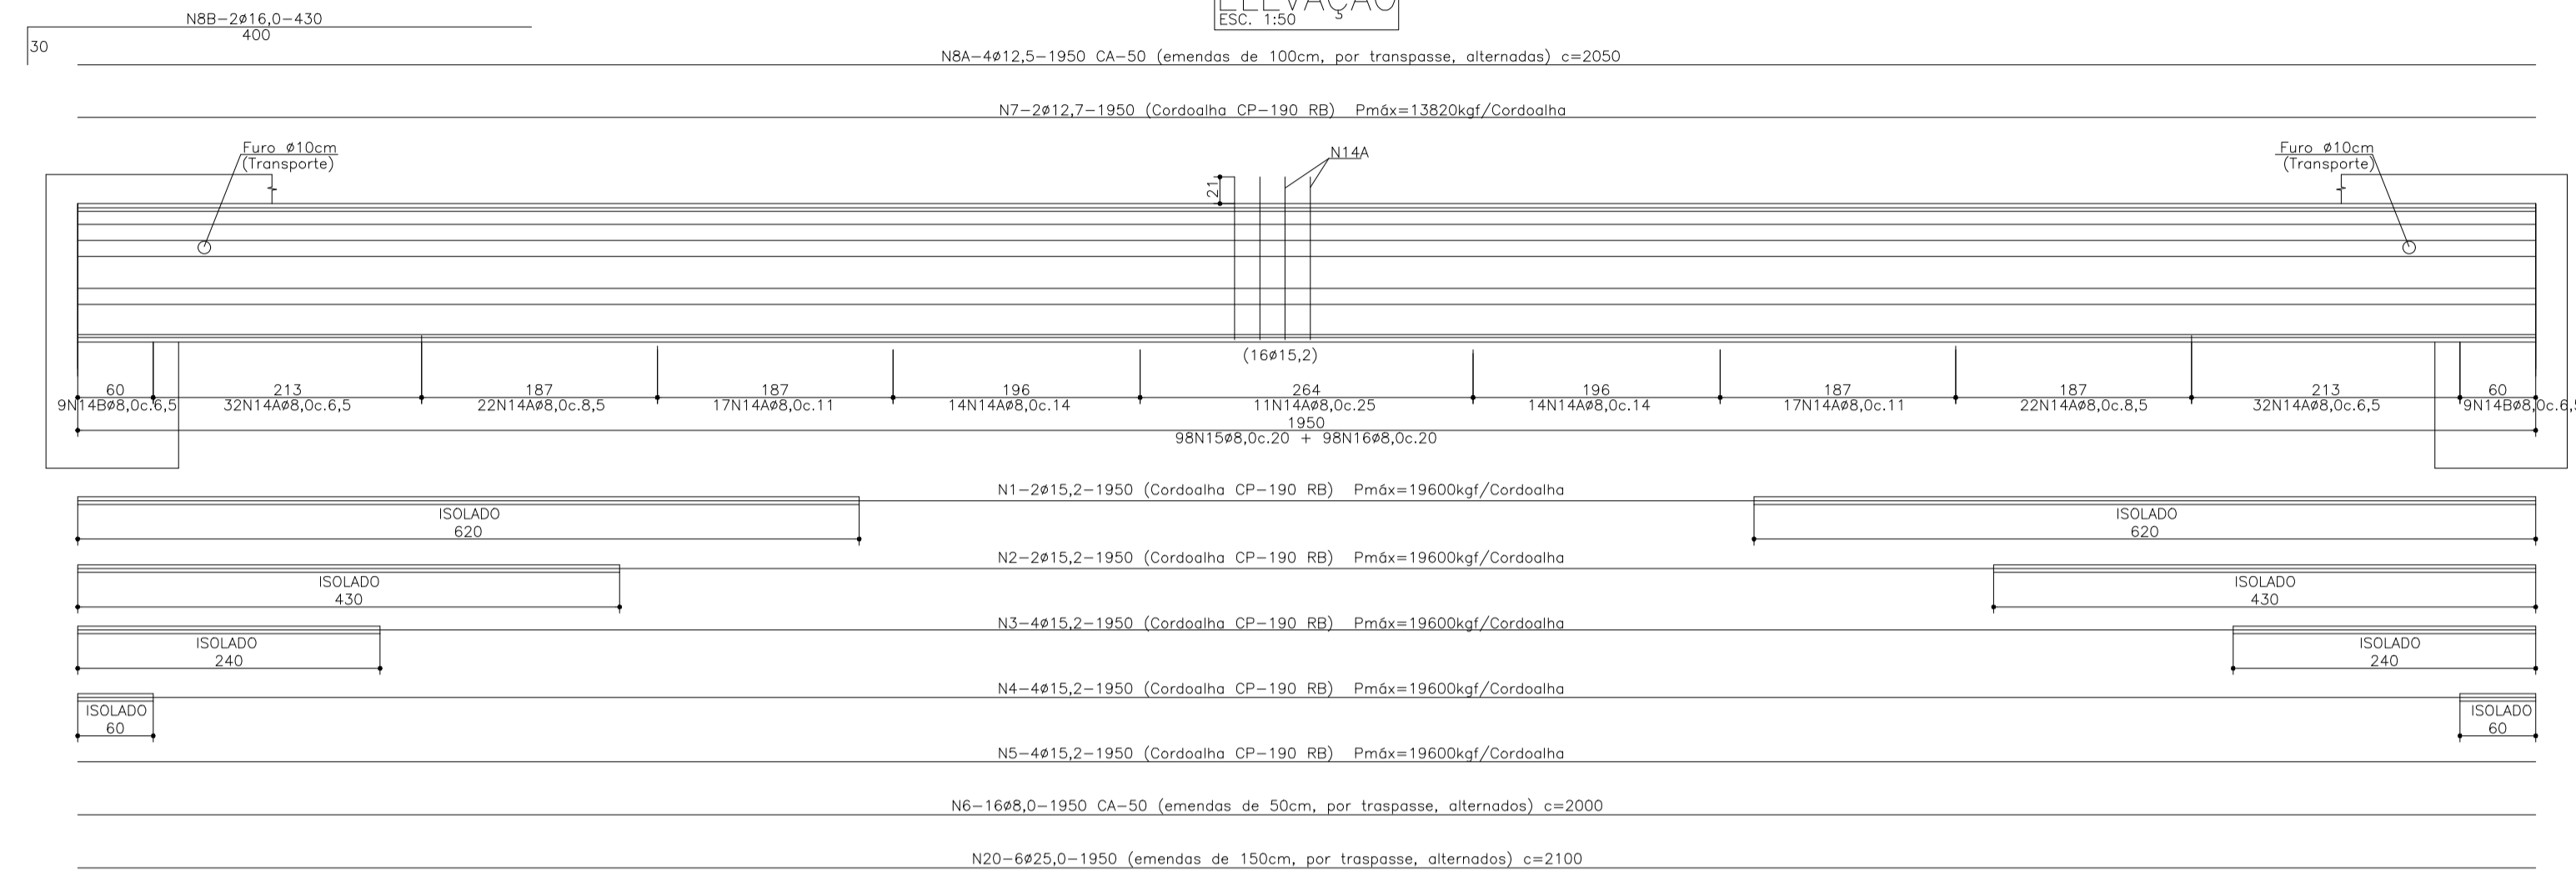 ELEVAÇÃO
ESC. 1:50
N8B-2ø16,0-430
400
30
N8A-4ø12,5-1950 CA-50 (emendas de 100cm, por transpasse, alternadas) c=2050
N7-2ø12,7-1950 (Cordoalha CP-190 RB) Pmáx=13820kgf/Cordoalha
Furo ø10cm
(Transporte)
N14A
21
Furo ø10cm
(Transporte)
(16ø15,2)
60 213 187 187 196 264 196 187 187 213 60
9N14Bø8,0c.6,5 32N14Aø8,0c.6,5 22N14Aø8,0c.8,5 17N14Aø8,0c.11 14N14Aø8,0c.14 11N14Aø8,0c.25 14N14Aø8,0c.14 17N14Aø8,0c.11 22N14Aø8,0c.8,5 32N14Aø8,0c.6,5 9N14Bø8,0c.6,5
1950
98N15ø8,0c.20 + 98N16ø8,0c.20
N1-2ø15,2-1950 (Cordoalha CP-190 RB) Pmáx=19600kgf/Cordoalha
ISOLADO ISOLADO
620 620
N2-2ø15,2-1950 (Cordoalha CP-190 RB) Pmáx=19600kgf/Cordoalha
ISOLADO ISOLADO
430 430
N3-4ø15,2-1950 (Cordoalha CP-190 RB) Pmáx=19600kgf/Cordoalha
ISOLADO ISOLADO
240 240
N4-4ø15,2-1950 (Cordoalha CP-190 RB) Pmáx=19600kgf/Cordoalha
ISOLADO ISOLADO
60 60
N5-4ø15,2-1950 (Cordoalha CP-190 RB) Pmáx=19600kgf/Cordoalha
N6-16ø8,0-1950 CA-50 (emendas de 50cm, por traspasse, alternados) c=2000
N20-6ø25,0-1950 (emendas de 150cm, por traspasse, alternados) c=2100